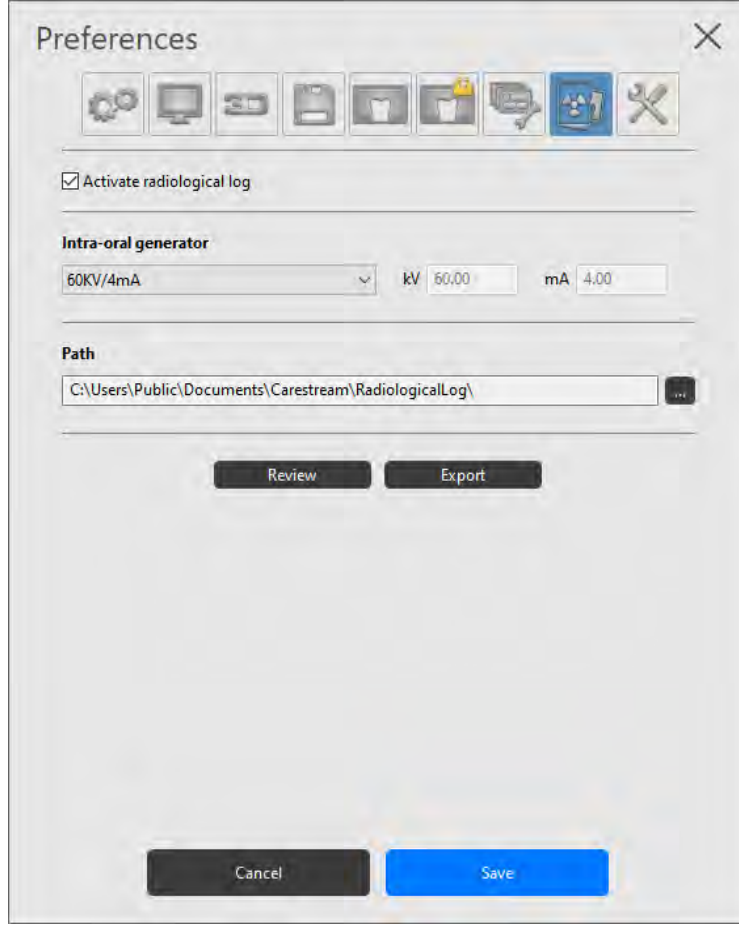 Preferences
3D
Activate radiological log
Intra-oral generator
60KV/4mA kV 60.00 mA 4.00
Path
C:\Users\Public\Documents\Carestream\RadiologicalLog\ ...
Review Export
Cancel Save